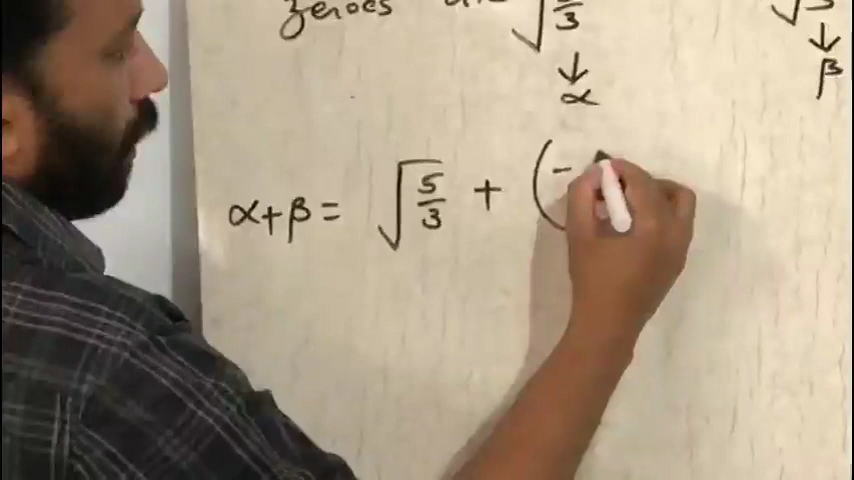 zeroes √5/3 √
↓ ↓
α β
α+β = √5/3 + (-